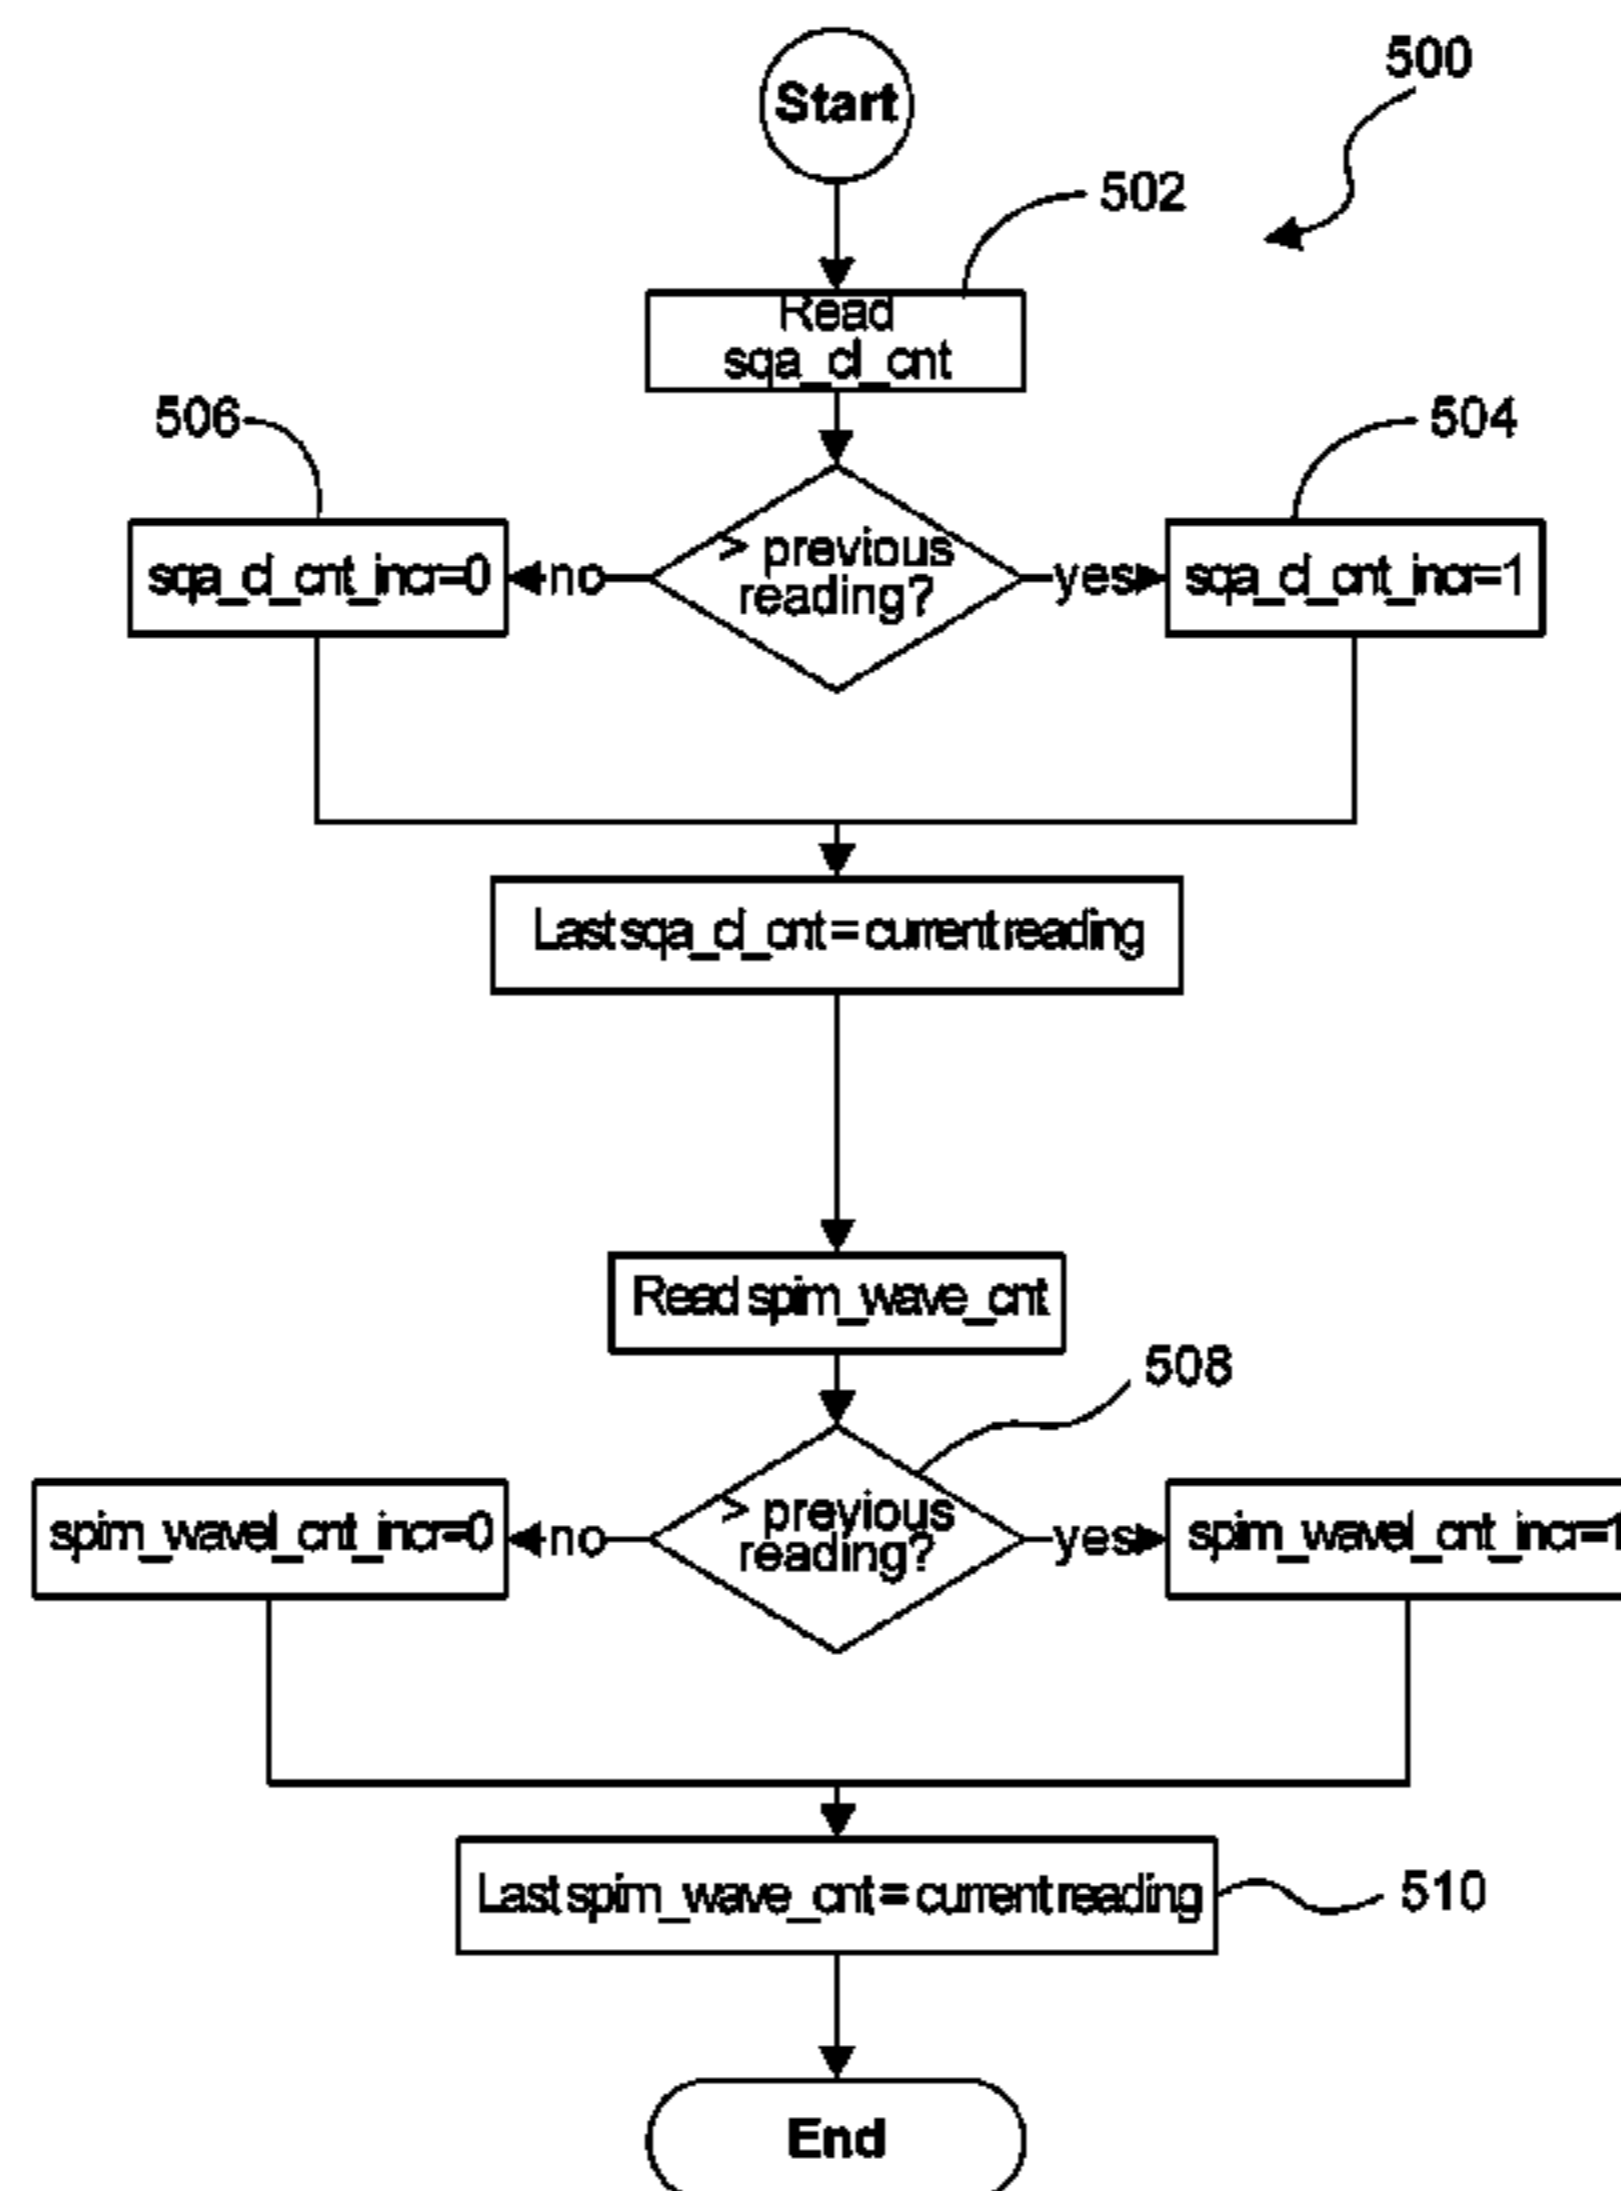 Start
500
502
Read
sqa_cl_cnt
506
504
> previous
reading?
no
yes
sqa_cl_cnt_incr=0
sqa_cl_cnt_incr=1
Last sqa_cl_cnt = current reading
Read spim_wave_cnt
508
> previous
reading?
no
yes
spim_wavel_cnt_incr=0
spim_wavel_cnt_incr=1
Last spim_wave_cnt = current reading
510
End